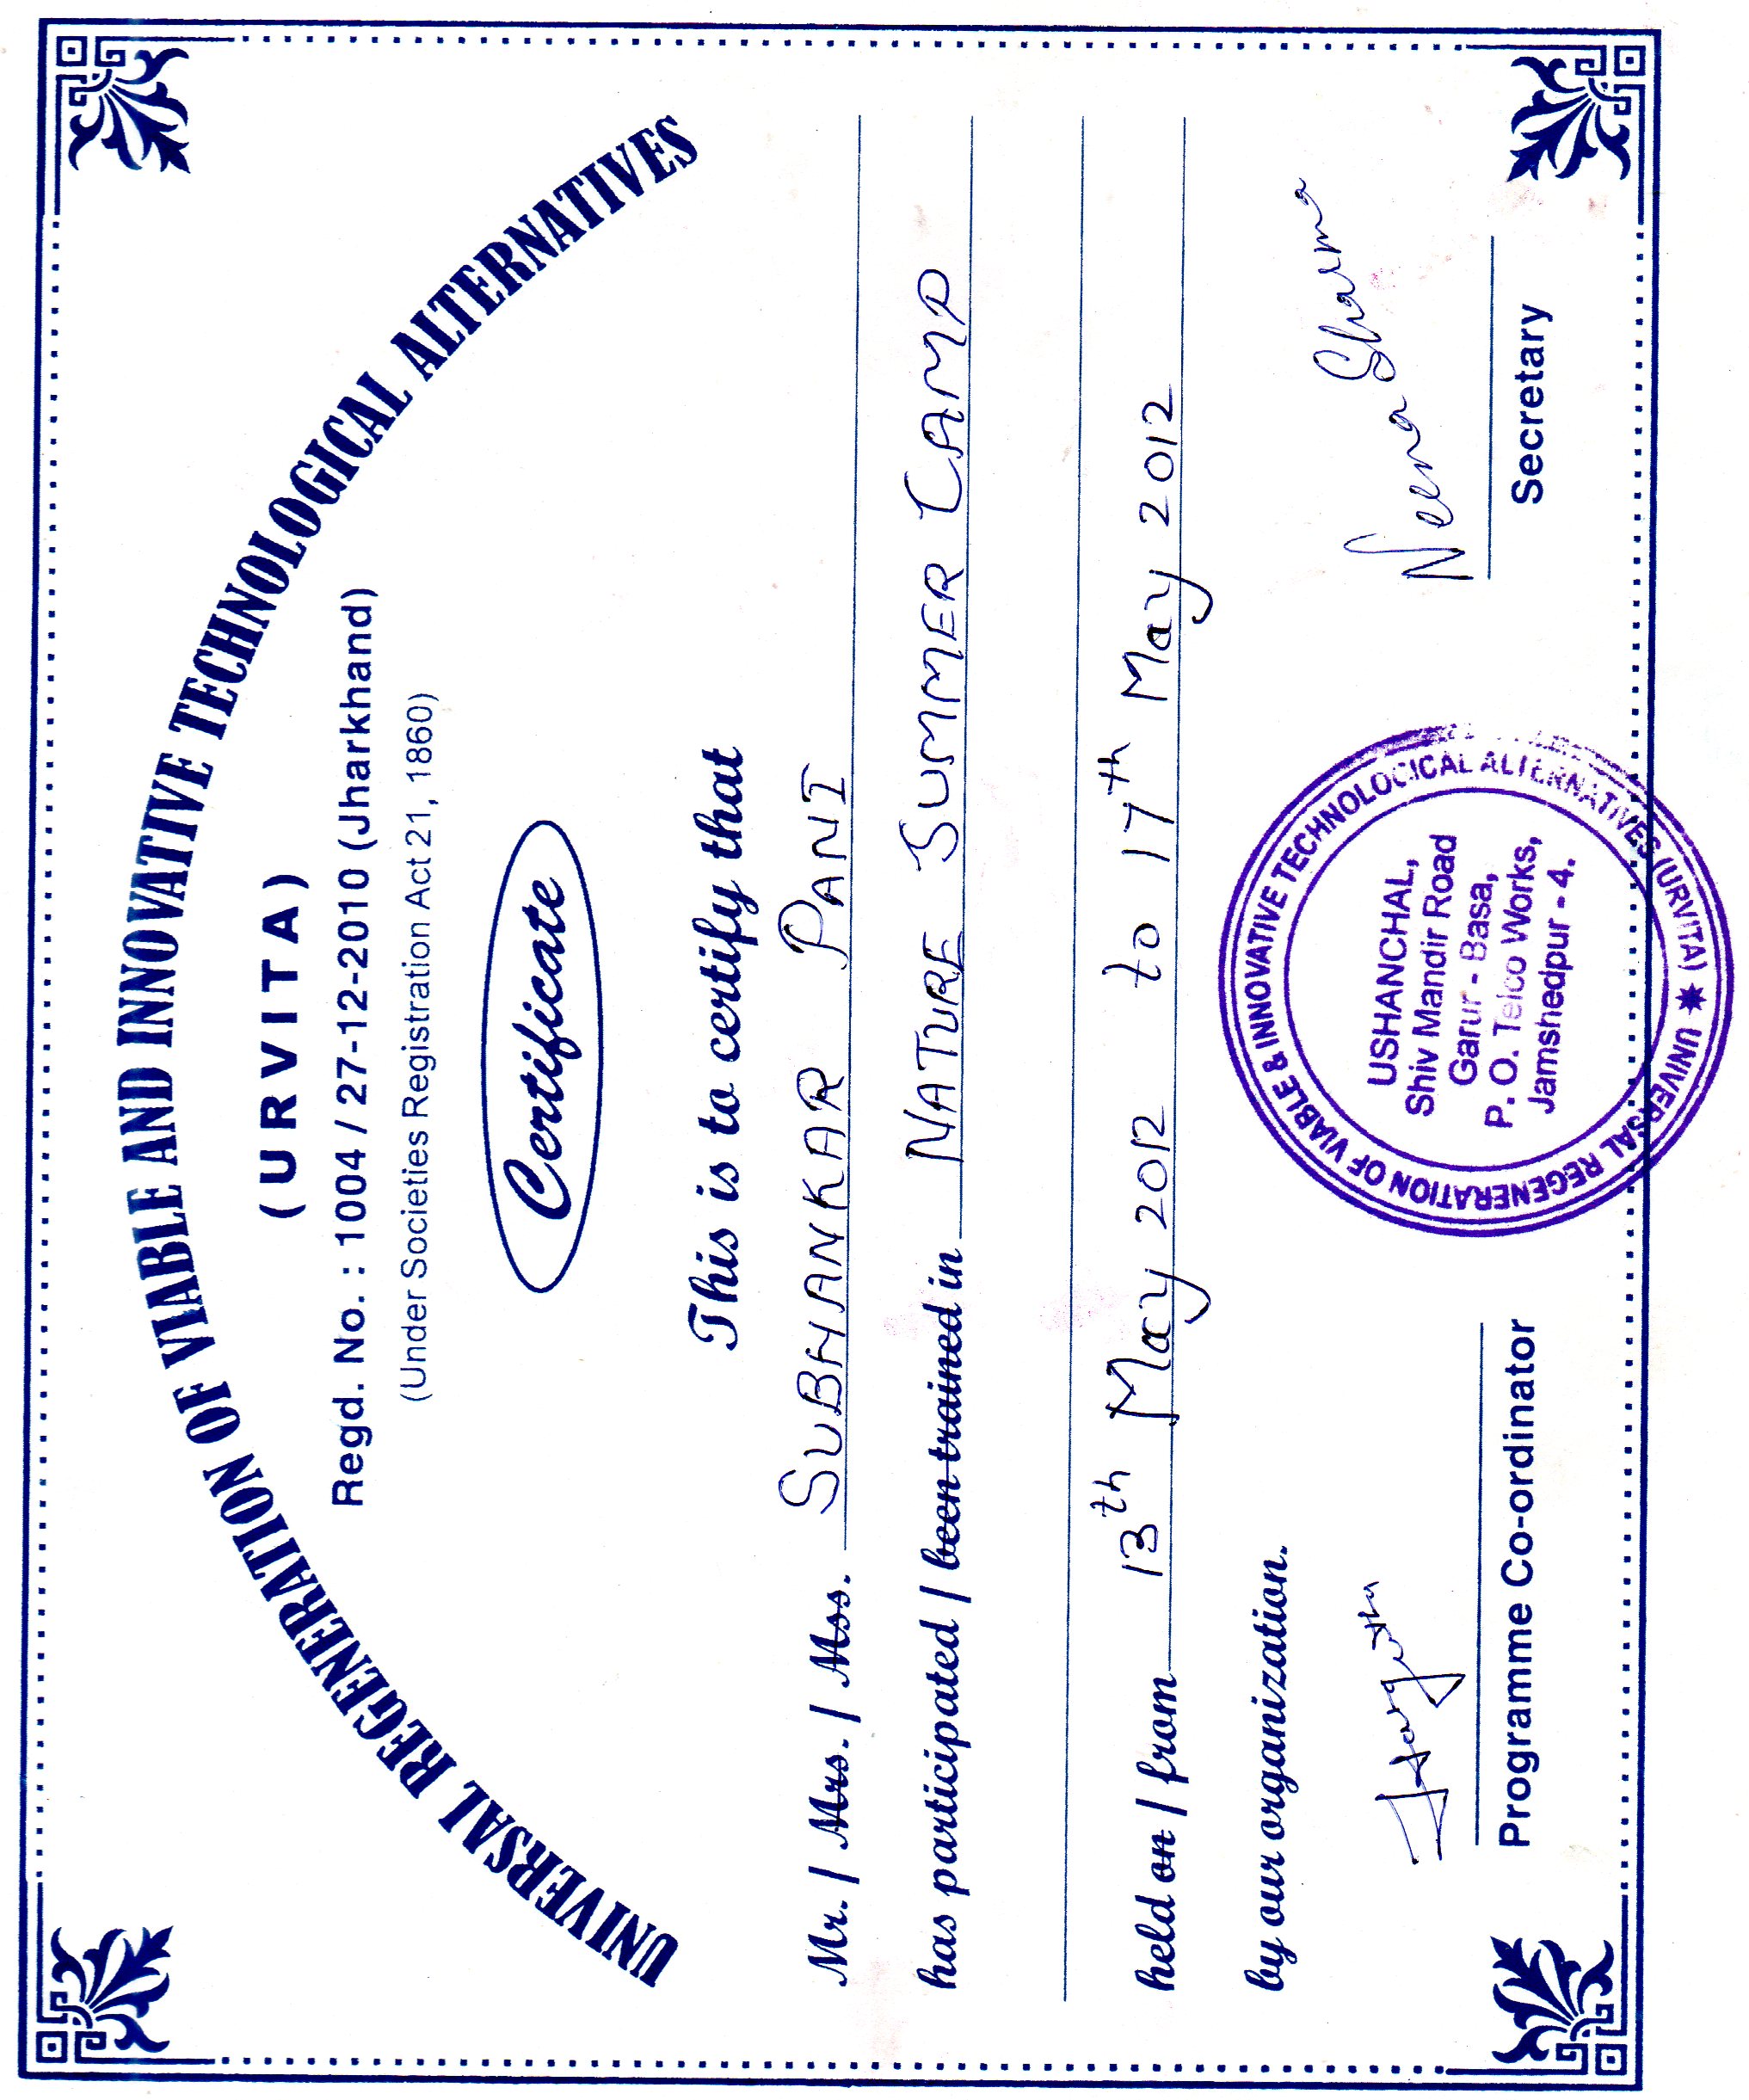 UNIVERSAL REGENERATION OF VIABLE AND INNOVATIVE TECHNOLOGICAL ALTERNATIVES
(URVITA)
Regd. No. : 1004 / 27-12-2010 (Jharkhand)
(Under Societies Registration Act 21, 1860)
Certificate
This is to certify that
Mr. / Mrs. / Mss. SUBHANKAR PANI
has participated / been trained in NATURE SUMMER CAMP
held on / from 13th May 2012 to 17th May 2012
by our organization.
UNIVERSAL REGENERATION OF VIABLE & INNOVATIVE TECHNOLOGICAL ALTERNATIVES (URVITA)
USHANCHAL,
Shiv Mandir Road
Garur - Basa,
P. O. Telco Works,
Jamshedpur - 4.
Programme Co-ordinator
Neena Sharma
Secretary